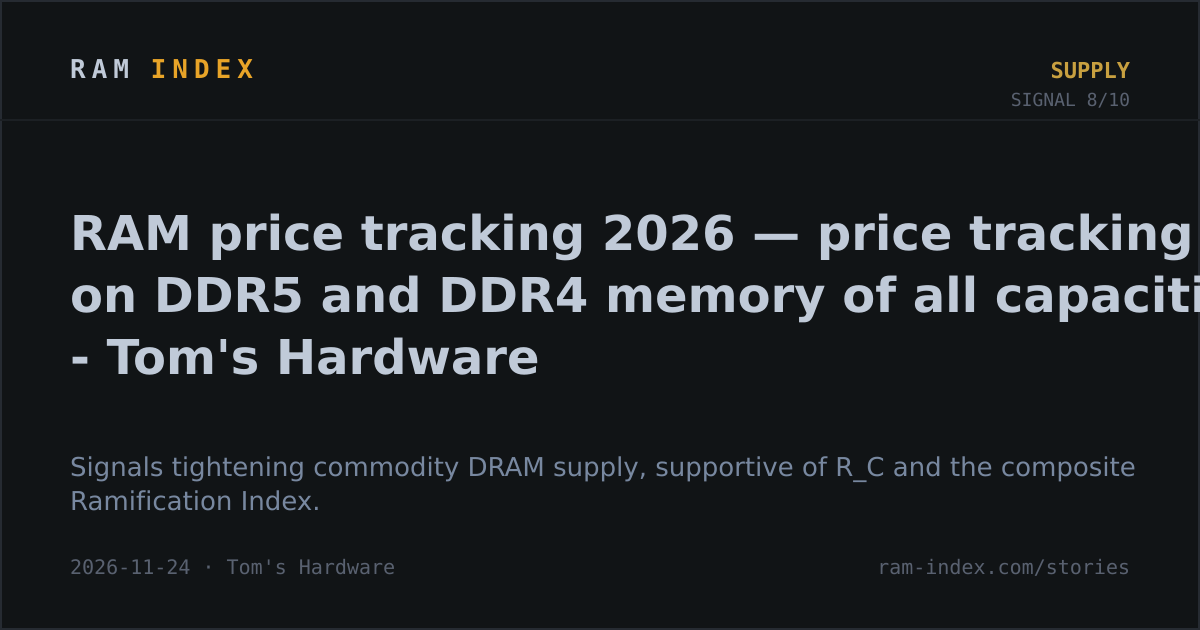 RAM INDEX
SUPPLY
SIGNAL 8/10
RAM price tracking 2026 — price tracking
on DDR5 and DDR4 memory of all capaciti
- Tom's Hardware
Signals tightening commodity DRAM supply, supportive of R_C and the composite
Ramification Index.
2026-11-24 · Tom's Hardware
ram-index.com/stories